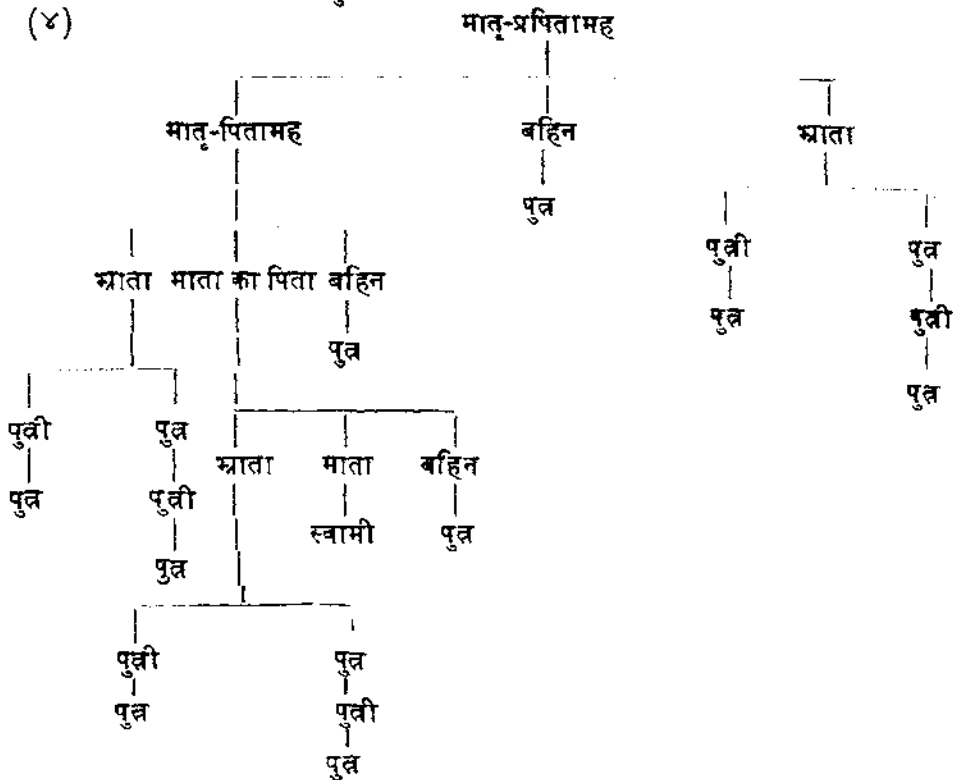 (४)
मातृ-प्रपितामह
मातृ-पितामह बहिन भ्राता
पुत्र
पुत्री पुत्र
भ्राता माता का पिता बहिन
पुत्र पुत्री
पुत्र
पुत्र
पुत्री पुत्र
भ्राता माता बहिन
पुत्र पुत्री
स्वामी पुत्र
पुत्र
पुत्री पुत्र
पुत्र पुत्री
पुत्र